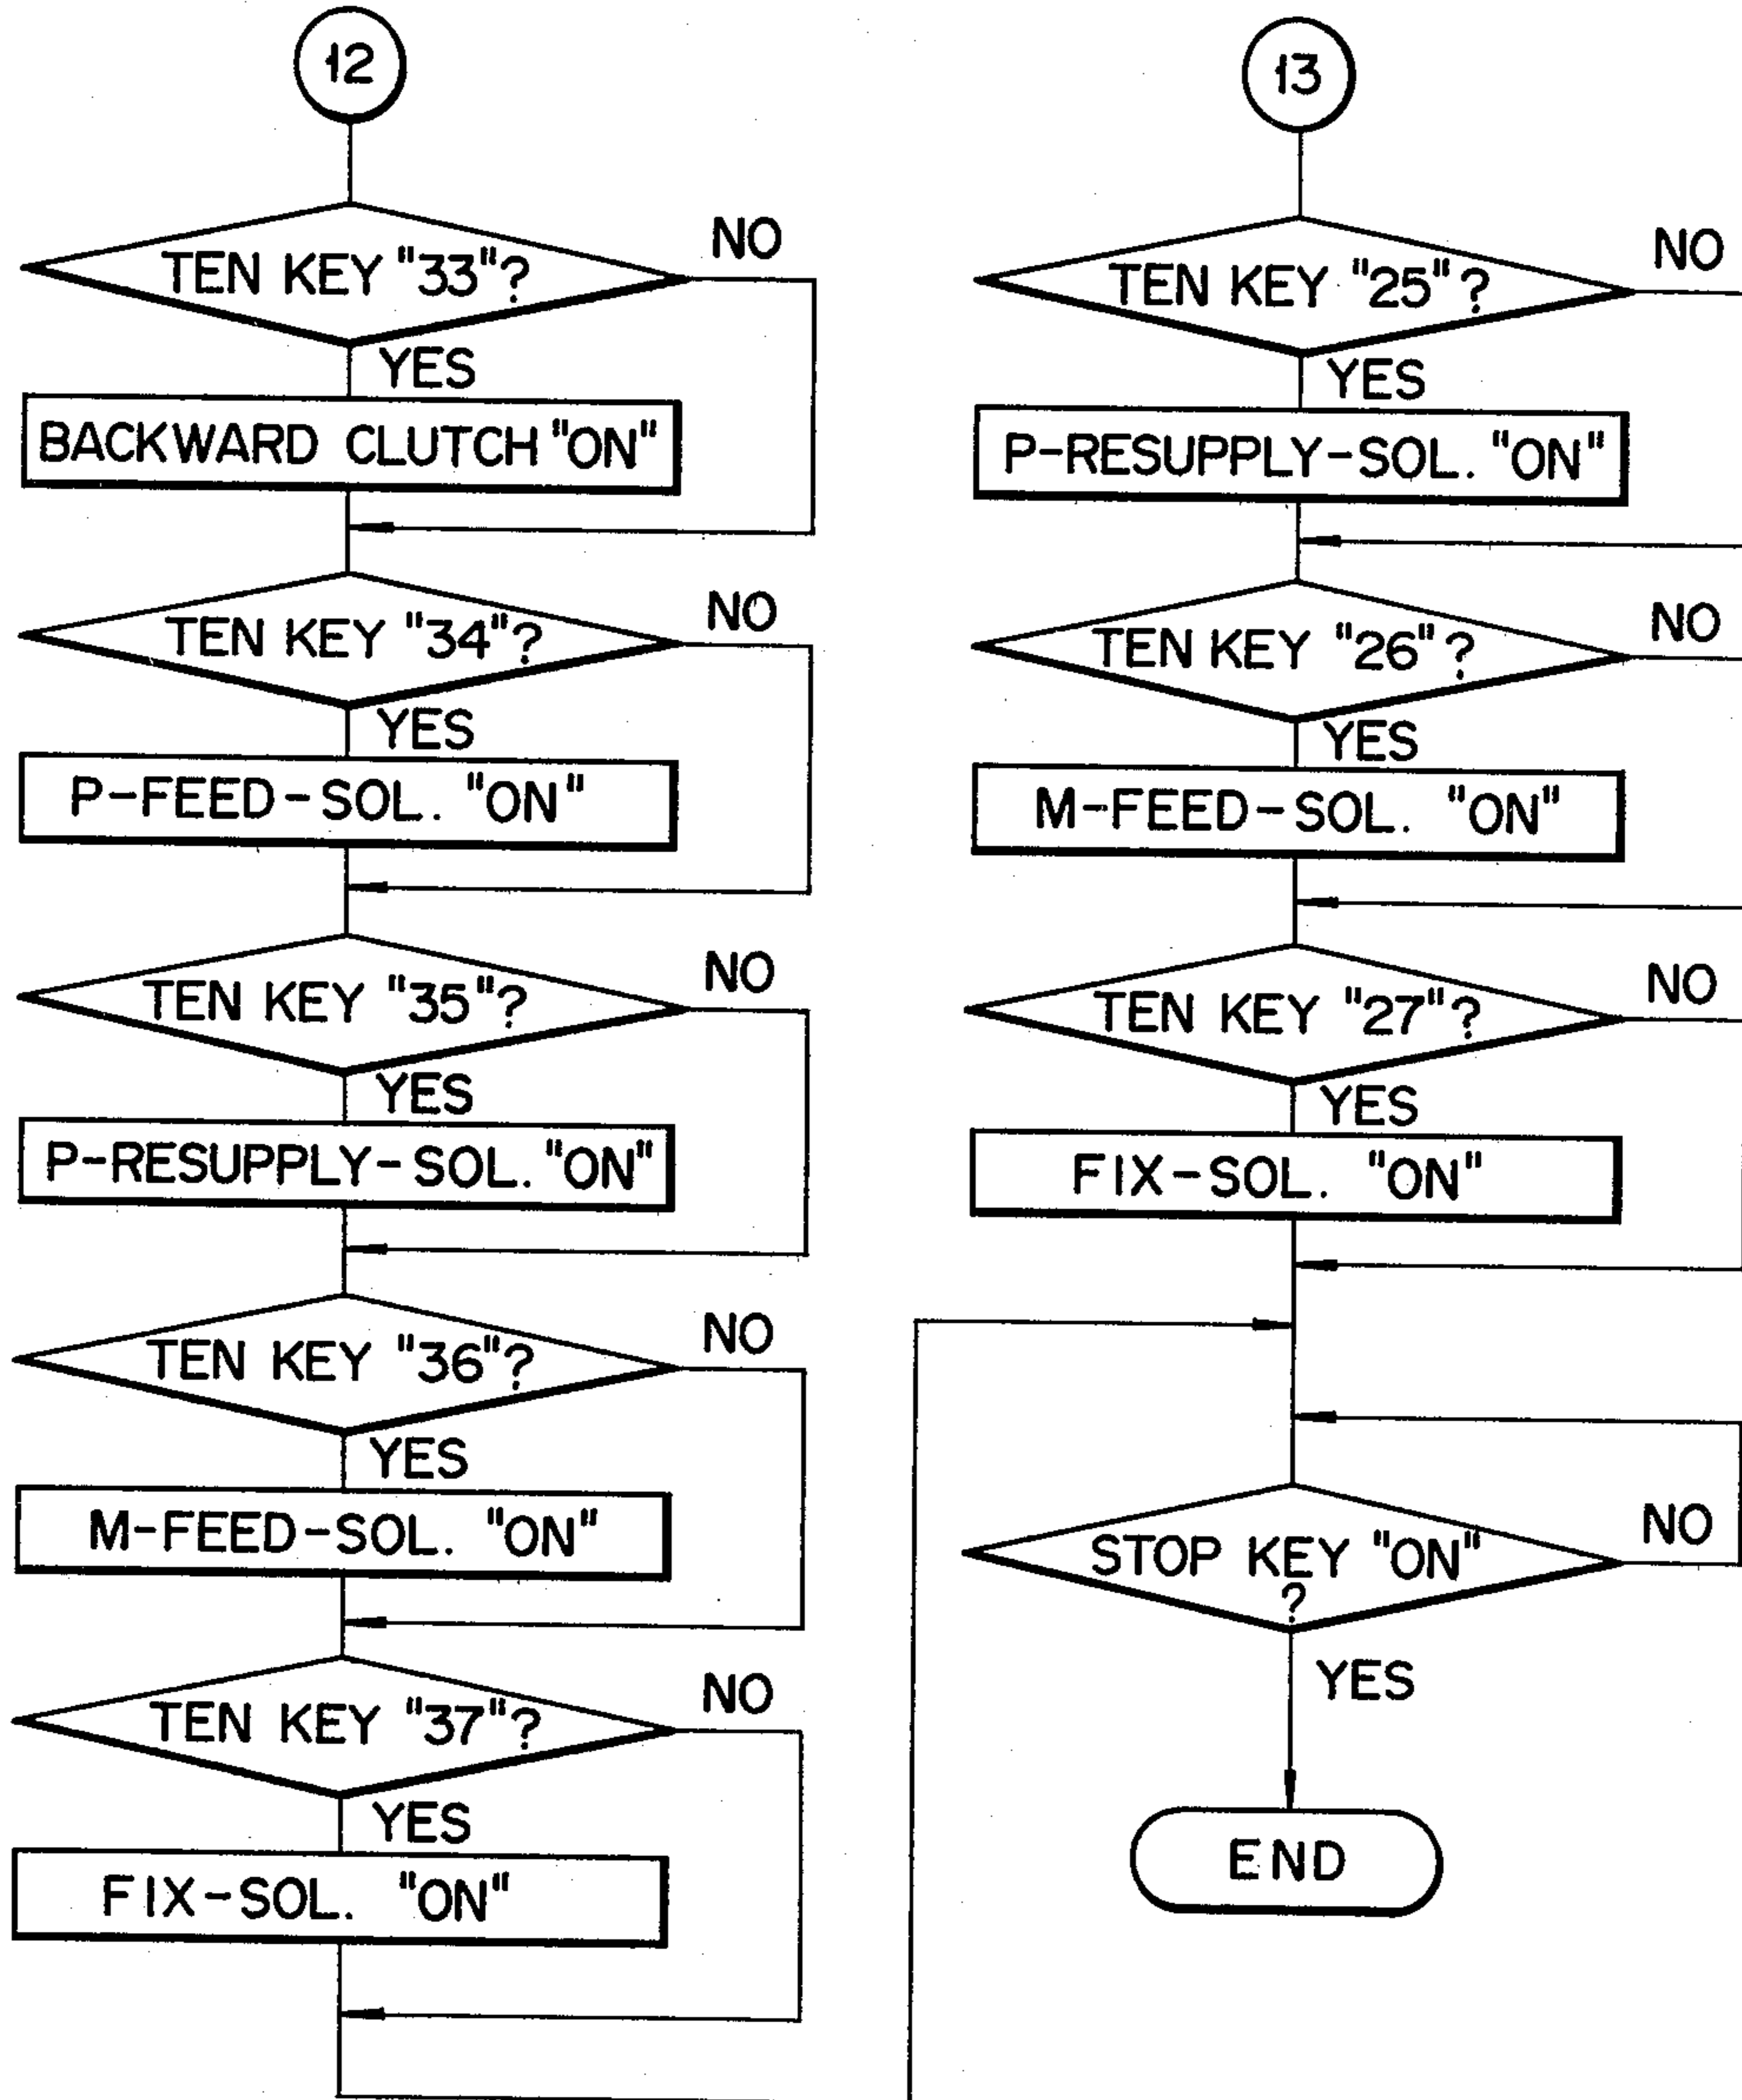 12
TEN KEY "33"?
NO
YES
BACKWARD CLUTCH "ON"
TEN KEY "34"?
NO
YES
P-FEED-SOL. "ON"
TEN KEY "35"?
NO
YES
P-RESUPPLY-SOL. "ON"
TEN KEY "36"?
NO
YES
M-FEED-SOL. "ON"
TEN KEY "37"?
NO
YES
FIX-SOL. "ON"
13
TEN KEY "25"?
NO
YES
P-RESUPPLY-SOL. "ON"
TEN KEY "26"?
NO
YES
M-FEED-SOL. "ON"
TEN KEY "27"?
NO
YES
FIX-SOL. "ON"
STOP KEY "ON"
?
NO
YES
END